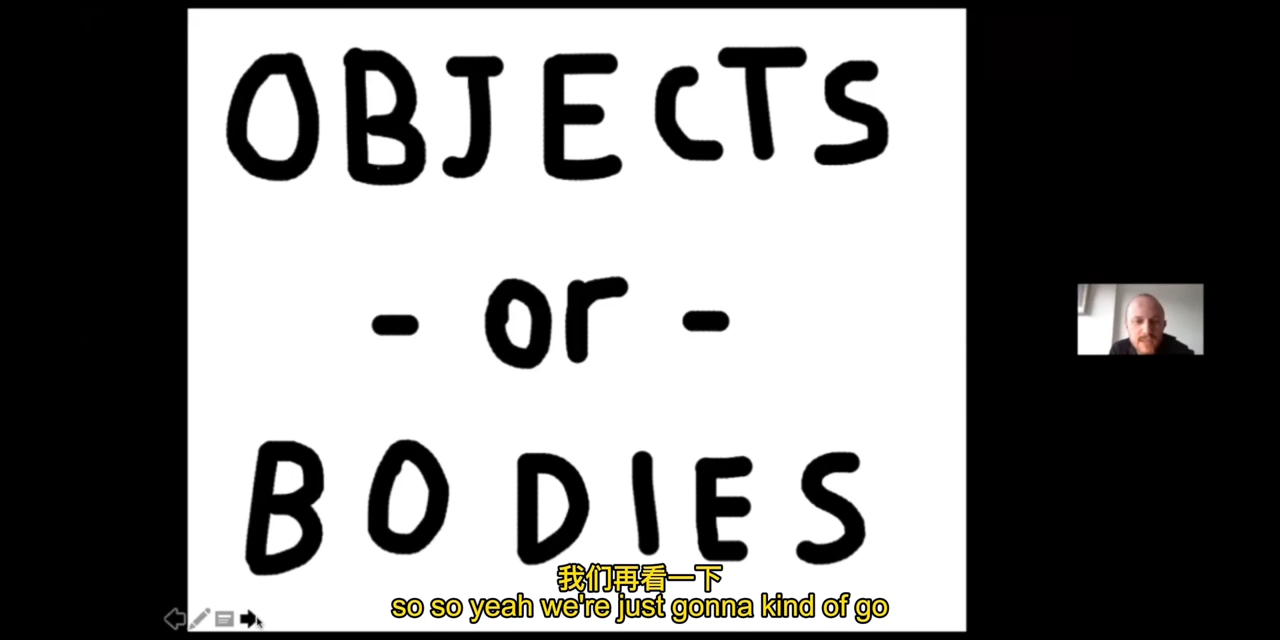 OBJECTS
- or -
BODIES
我们再看一下
so so yeah we're just gonna kind of go